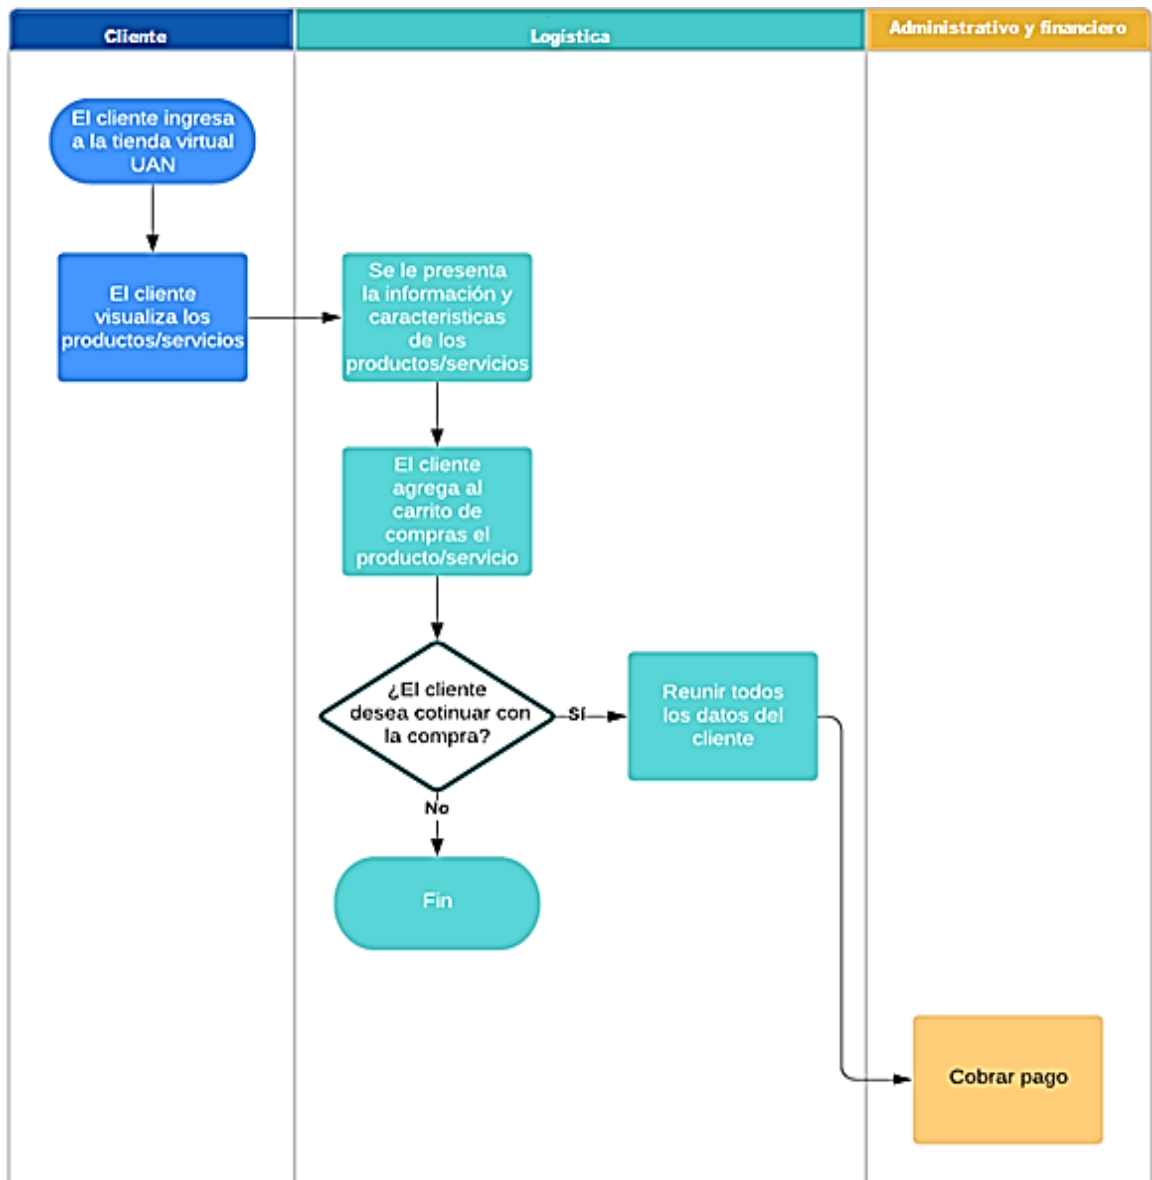 Cliente
Logística
Administrativo y financiero
El cliente ingresa
a la tienda virtual
UAN
El cliente
visualiza los
productos/servicios
Se le presenta
la información y
caracteristicas
de los
productos/servicios
El cliente
agrega al
carrito de
compras el
producto/servicio
¿El cliente
desea cotinuar con
la compra?
Sí
Reunir todos
los datos del
cliente
No
Fin
Cobrar pago